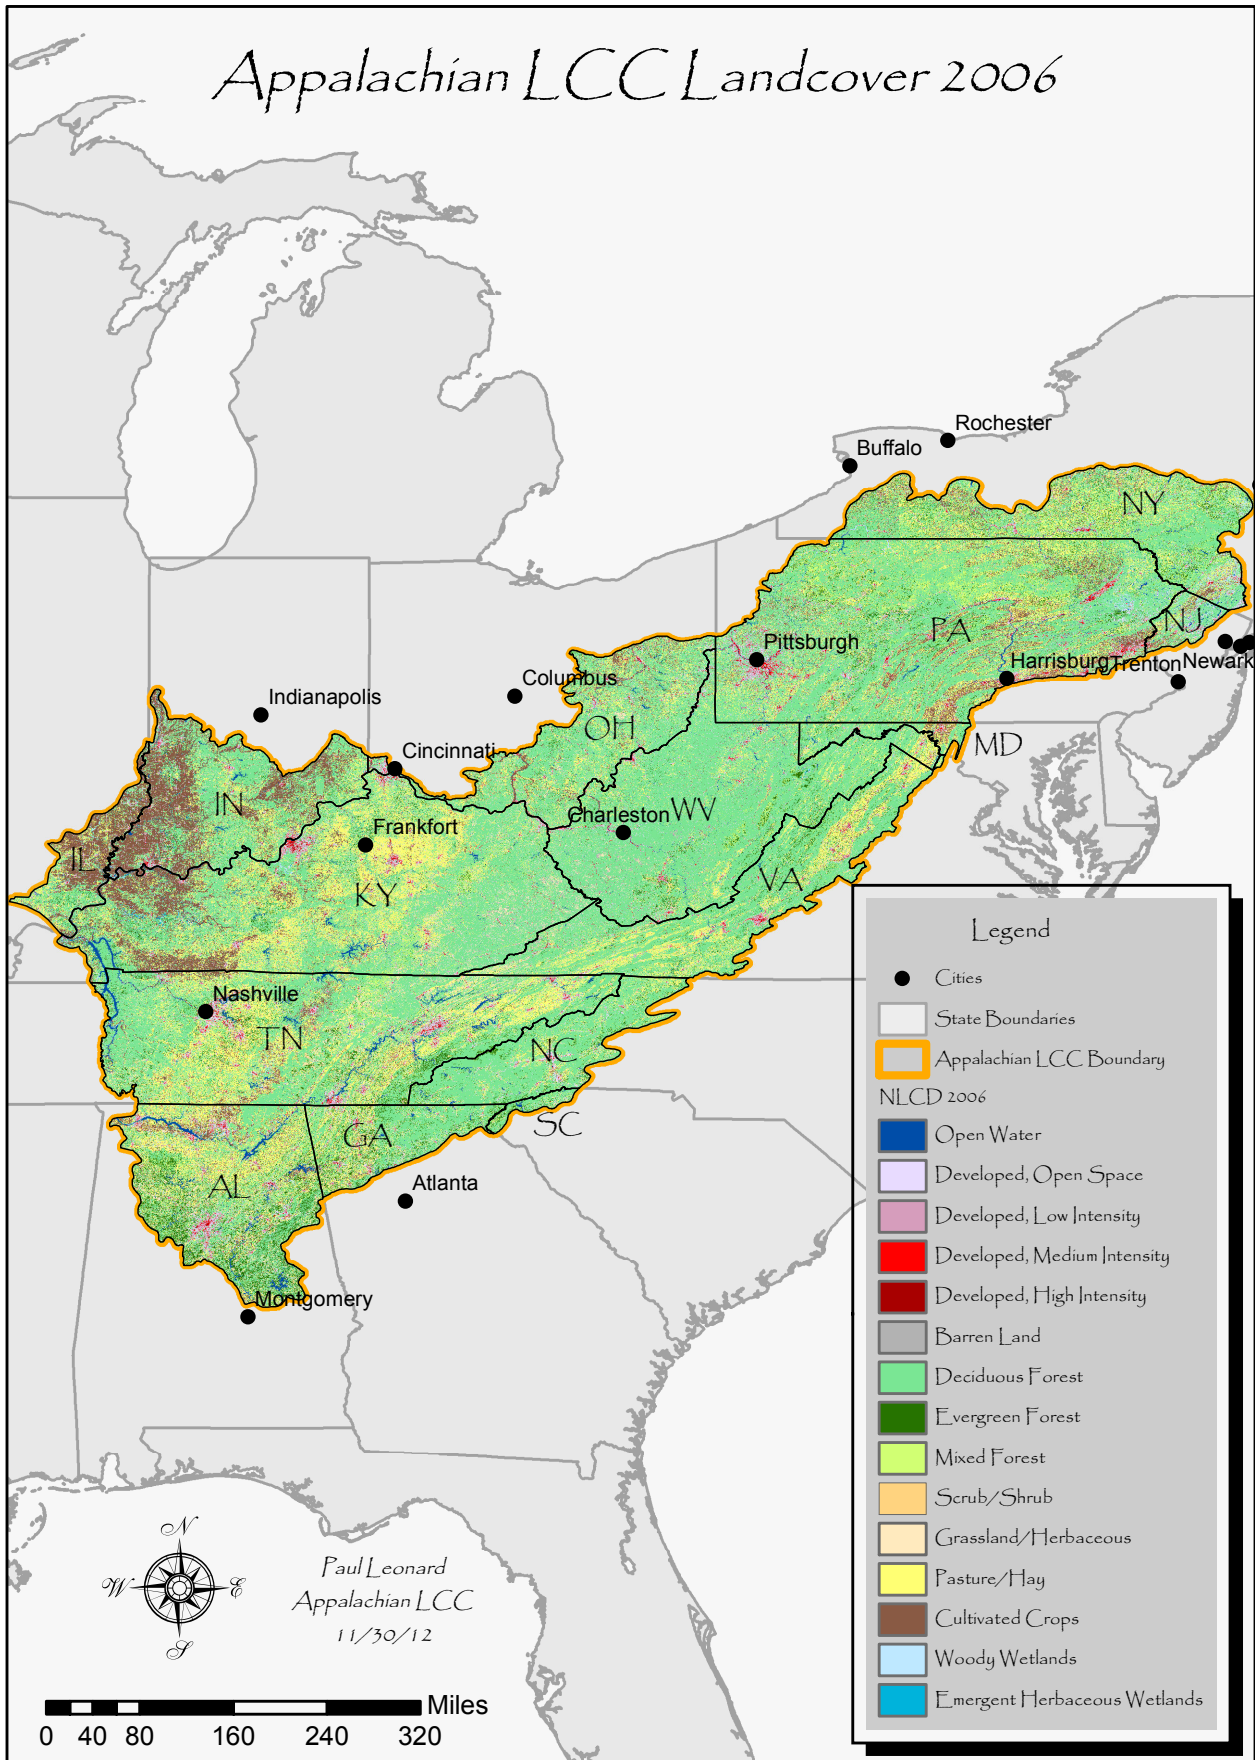 Appalachian LCC Landcover 2006
Rochester
Buffalo
NY
Pittsburgh
PA
NJ
Harrisburg
Trenton
Newark
Columbus
Indianapolis
OH
MD
Cincinnati
IN
WV
Charleston
Frankfort
IL
KY
VA
Nashville
TN
NC
SC
GA
AL
Atlanta
Montgomery
Legend
Cities
State Boundaries
Appalachian LCC Boundary
NLCD 2006
Open Water
Developed, Open Space
Developed, Low Intensity
Developed, Medium Intensity
Developed, High Intensity
Barren Land
Deciduous Forest
Evergreen Forest
Mixed Forest
Scrub/Shrub
Grassland/Herbaceous
Pasture/Hay
Cultivated Crops
Woody Wetlands
Emergent Herbaceous Wetlands
N
W E
S
Paul Leonard
Appalachian LCC
11/30/12
Miles
0 40 80 160 240 320